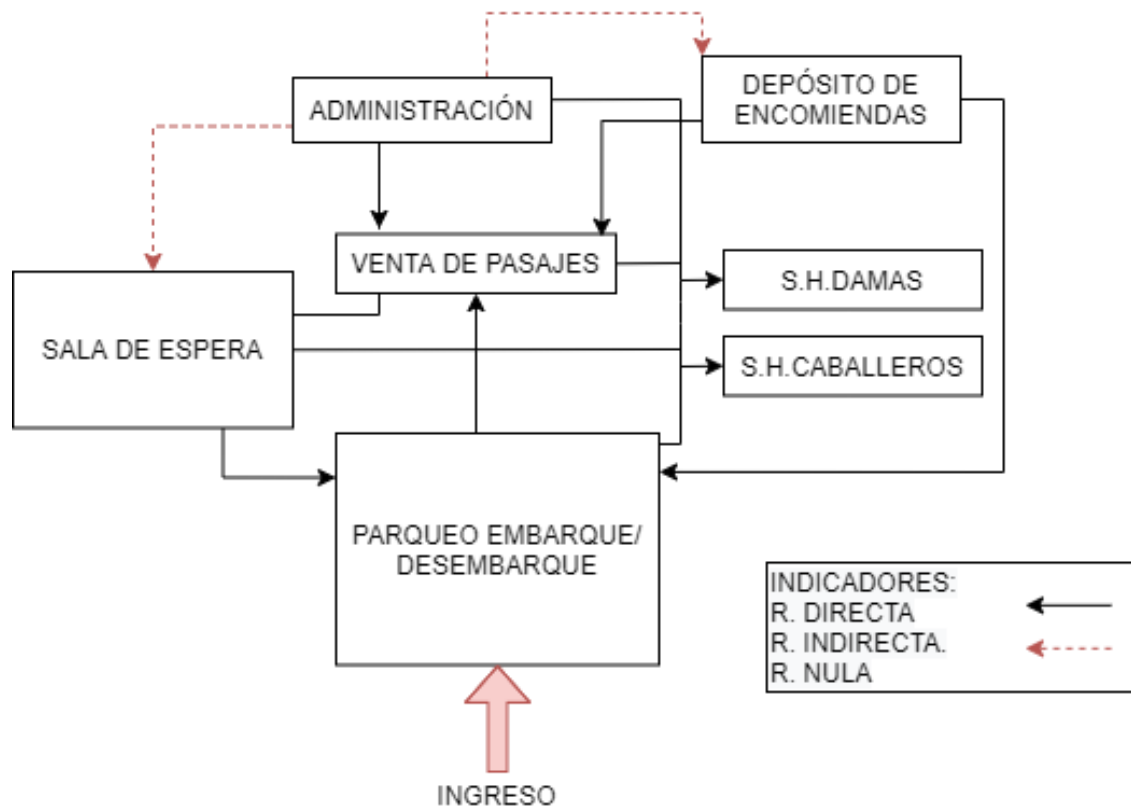 DEPÓSITO DE
ENCOMIENDAS
ADMINISTRACIÓN
VENTA DE PASAJES
S.H.DAMAS
SALA DE ESPERA
S.H.CABALLEROS
PARQUEO EMBARQUE/
DESEMBARQUE
INDICADORES:
R. DIRECTA
R. INDIRECTA.
R. NULA
INGRESO